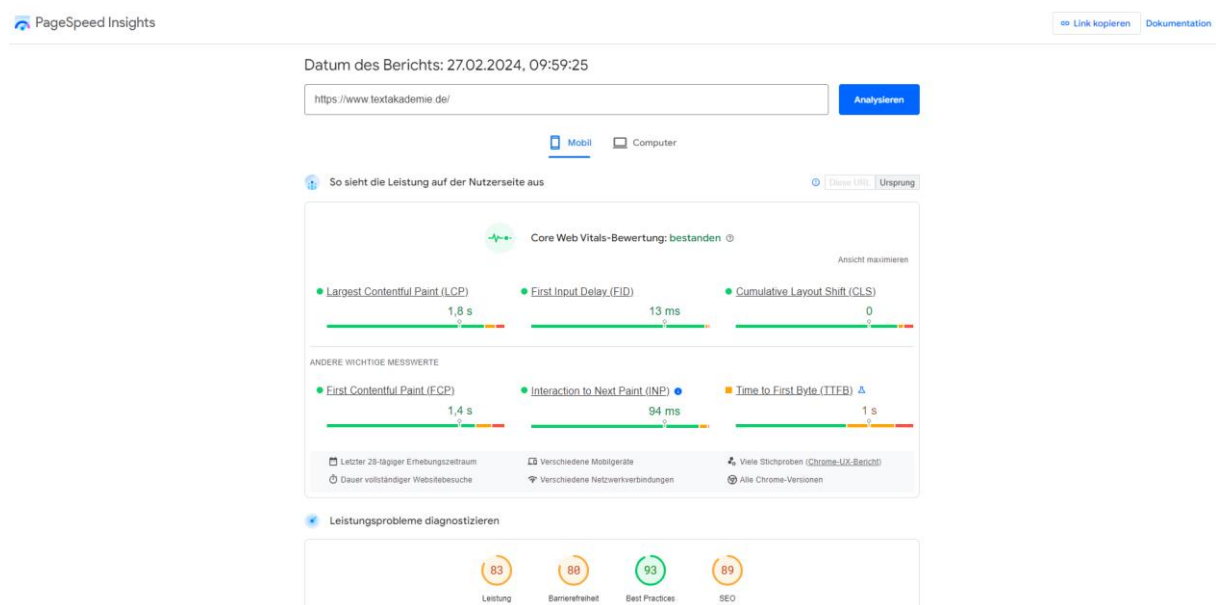 PageSpeed Insights
Link kopieren Dokumentation
Datum des Berichts: 27.02.2024, 09:59:25
https://www.textakademie.de/
Analysieren
Mobil Computer
So sieht die Leistung auf der Nutzerseite aus
Diese URL Ursprung
Core Web Vitals-Bewertung: bestanden
Ansicht maximieren
Largest Contentful Paint (LCP) First Input Delay (FID) Cumulative Layout Shift (CLS)
1,8 s 13 ms 0
ANDERE WICHTIGE MESSWERTE
First Contentful Paint (FCP) Interaction to Next Paint (INP) Time to First Byte (TTFB)
1,4 s 94 ms 1 s
Letzter 28-tägiger Erhebungszeitraum Verschiedene Mobilgeräte Viele Stichproben (Chrome-UX-Bericht)
Dauer vollständiger Websitebesuche Verschiedene Netzwerkverbindungen Alle Chrome-Versionen
Leistungsprobleme diagnostizieren
83 80 93 89
Leistung Barrierefreiheit Best Practices SEO